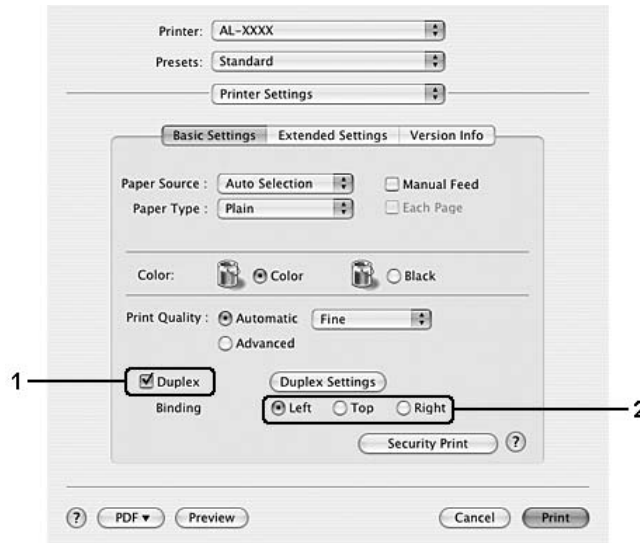 Printer: AL-XXXX
Presets: Standard
Printer Settings
Basic Settings Extended Settings Version Info
Paper Source : Auto Selection Manual Feed
Paper Type : Plain Each Page
Color: Color Black
Print Quality : Automatic Fine
Advanced
1 Duplex Duplex Settings
Binding Left Top Right 2
Security Print ?
? PDF Preview Cancel Print